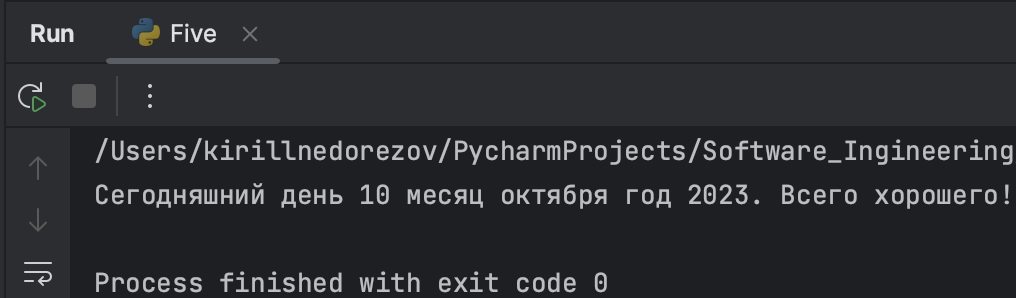 Run Five
/Users/kirillnedorezov/PycharmProjects/Software_Ingineering
Сегодняшний день 10 месяц октября год 2023. Всего хорошего!
Process finished with exit code 0